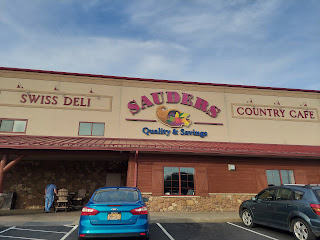 SWISS DELI
SAUDERS
Quality & Savings
COUNTRY CAFE